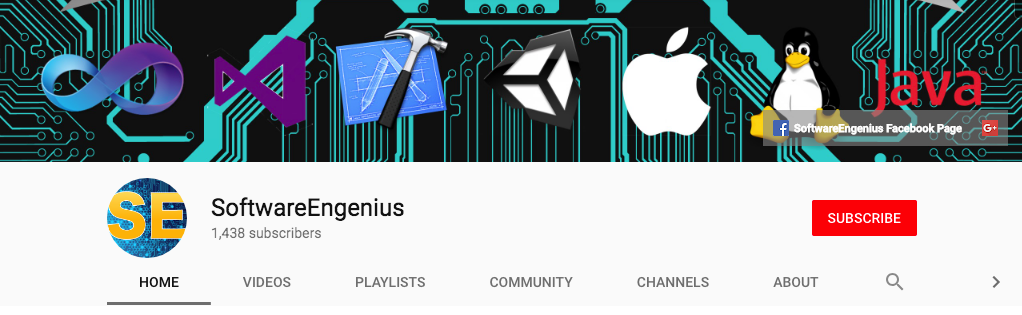 Java
SoftwareEngenius Facebook Page
G+
SE
SoftwareEngenius
1,438 subscribers
SUBSCRIBE
HOME VIDEOS PLAYLISTS COMMUNITY CHANNELS ABOUT